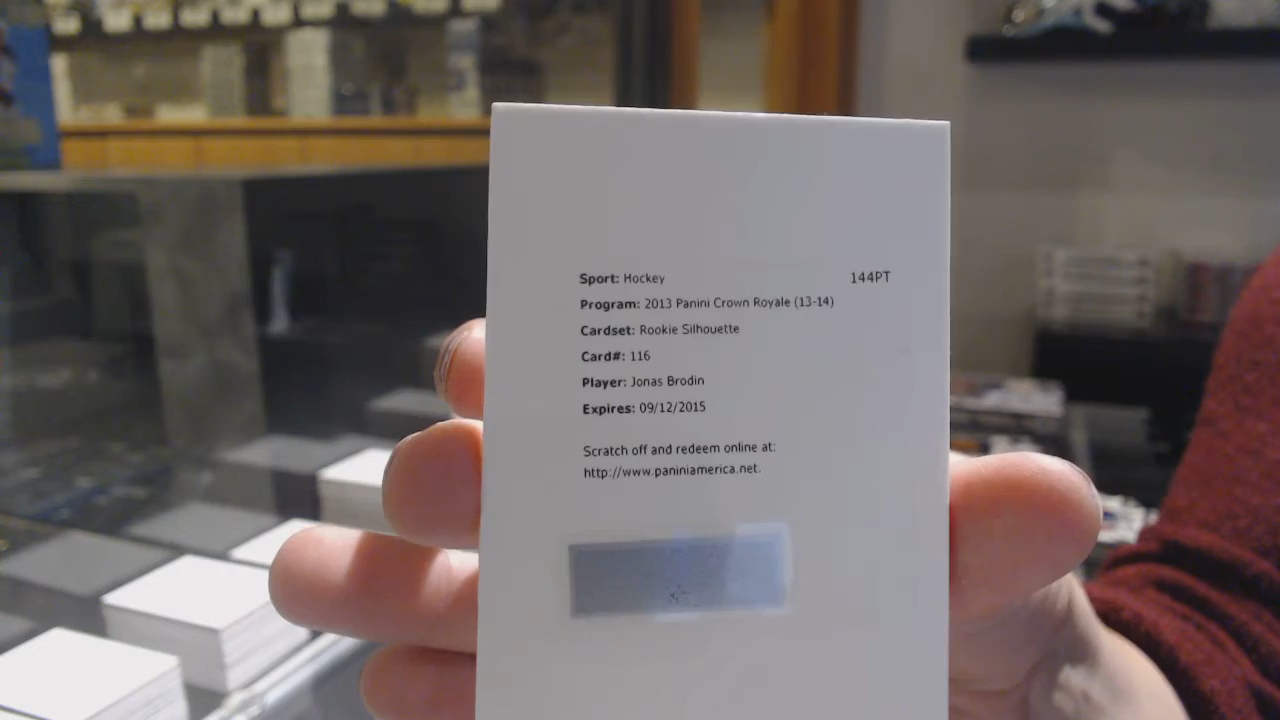 Sport: Hockey 144PT
Program: 2013 Panini Crown Royale (13-14)
Cardset: Rookie Silhouette
Card#: 116
Player: Jonas Brodin
Expires: 09/12/2015
Scratch off and redeem online at:
http://www.paniniamerica.net.